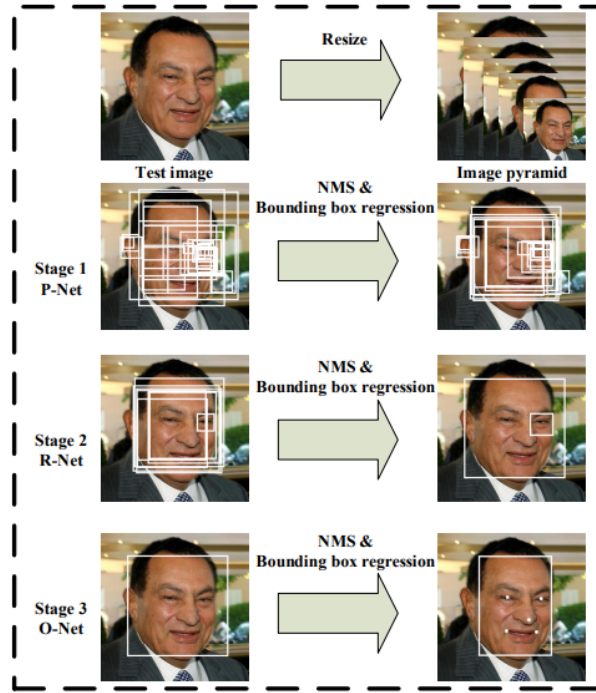 Resize
Test image
Image pyramid
NMS &
Bounding box regression
Stage 1
P-Net
NMS &
Bounding box regression
Stage 2
R-Net
NMS &
Bounding box regression
Stage 3
O-Net